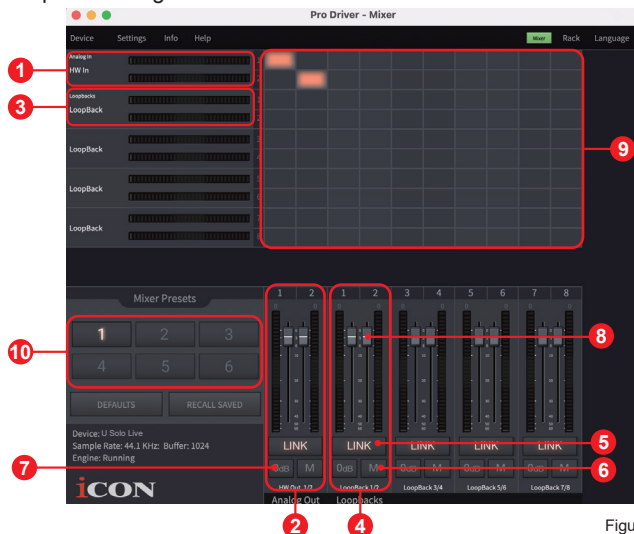 Pro Driver - Mixer
Device Settings Info Help Mixer Rack Language
Analog In
HW In
1
Loopbacks
LoopBack
3
LoopBack
LoopBack
LoopBack
9
1 2 1 2 3 4 5 6 7 8
Mixer Presets
1 2 3
4 5 6
10
8
DEFAULTS RECALL SAVED
Device: U Solo Live
Sample Rate: 44.1 KHz: Buffer: 1024
Engine: Running
iCON
LINK LINK LINK LINK LINK
5
0dB M 0dB M 0dB M 0dB M 0dB M
7
6
HW Out 1/2 LoopBack 1/2 LoopBack 3/4 LoopBack 5/6 LoopBack 7/8
Analog Out Loopbacks
2 4
Figu